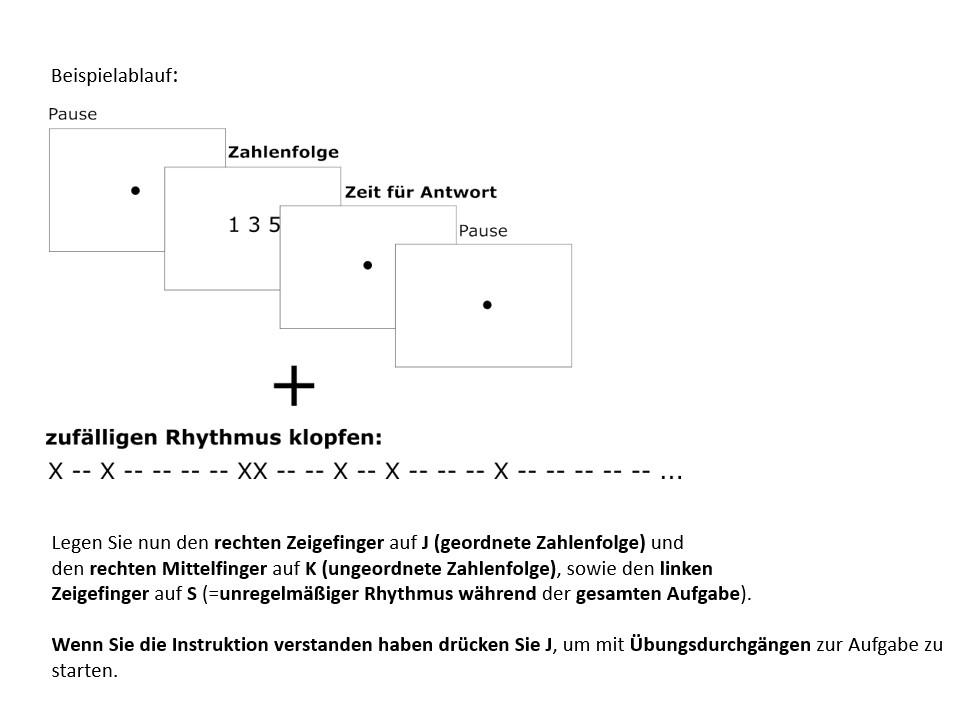 Beispielablauf:
Pause
Zahlenfolge
Zeit für Antwort
1 3 5
Pause
+
zufälligen Rhythmus klopfen:
X -- X -- -- -- -- XX -- -- X -- X -- -- -- X -- -- -- -- -- ...
Legen Sie nun den rechten Zeigefinger auf J (geordnete Zahlenfolge) und
den rechten Mittelfinger auf K (ungeordnete Zahlenfolge), sowie den linken
Zeigefinger auf S (=unregelmäßiger Rhythmus während der gesamten Aufgabe).
Wenn Sie die Instruktion verstanden haben drücken Sie J, um mit Übungsdurchgängen zur Aufgabe zu
starten.